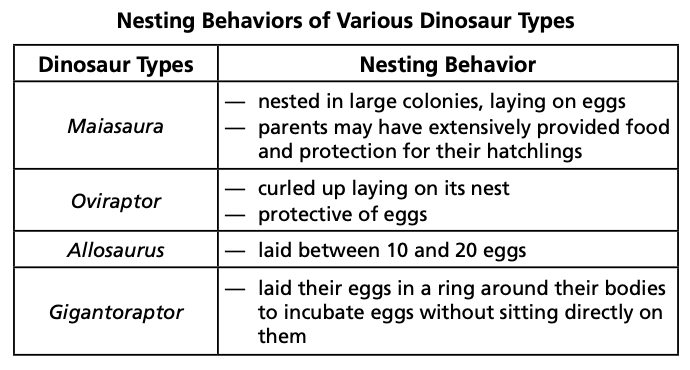 Nesting Behaviors of Various Dinosaur Types
Dinosaur Types
Nesting Behavior
Maiasaura
— nested in large colonies, laying on eggs
— parents may have extensively provided food
and protection for their hatchlings
Oviraptor
— curled up laying on its nest
— protective of eggs
Allosaurus
— laid between 10 and 20 eggs
Gigantoraptor
— laid their eggs in a ring around their bodies
to incubate eggs without sitting directly on
them